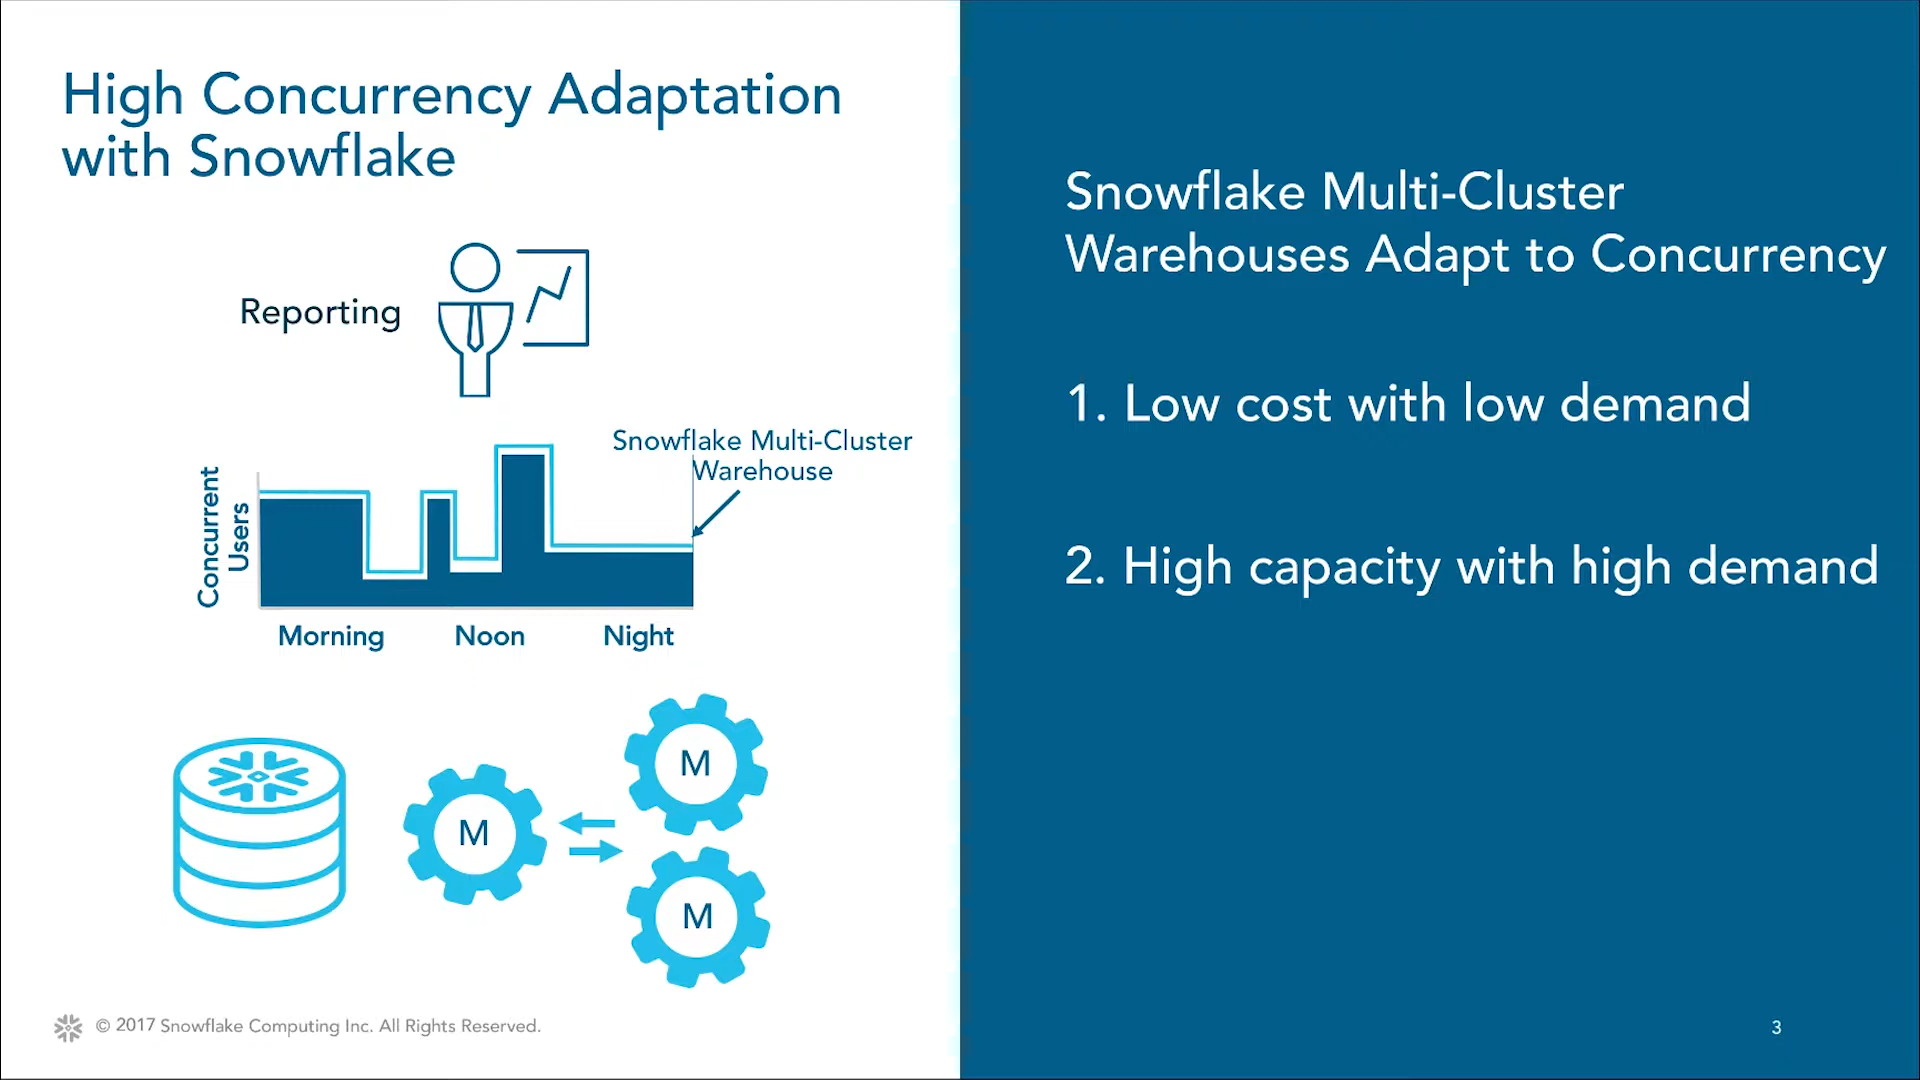 High Concurrency Adaptation
with Snowflake
Reporting
Snowflake Multi-Cluster
Warehouse
Concurrent
Users
Morning
Noon
Night
M
M
M
© 2017 Snowflake Computing Inc. All Rights Reserved.
Snowflake Multi-Cluster
Warehouses Adapt to Concurrency
1. Low cost with low demand
2. High capacity with high demand
3